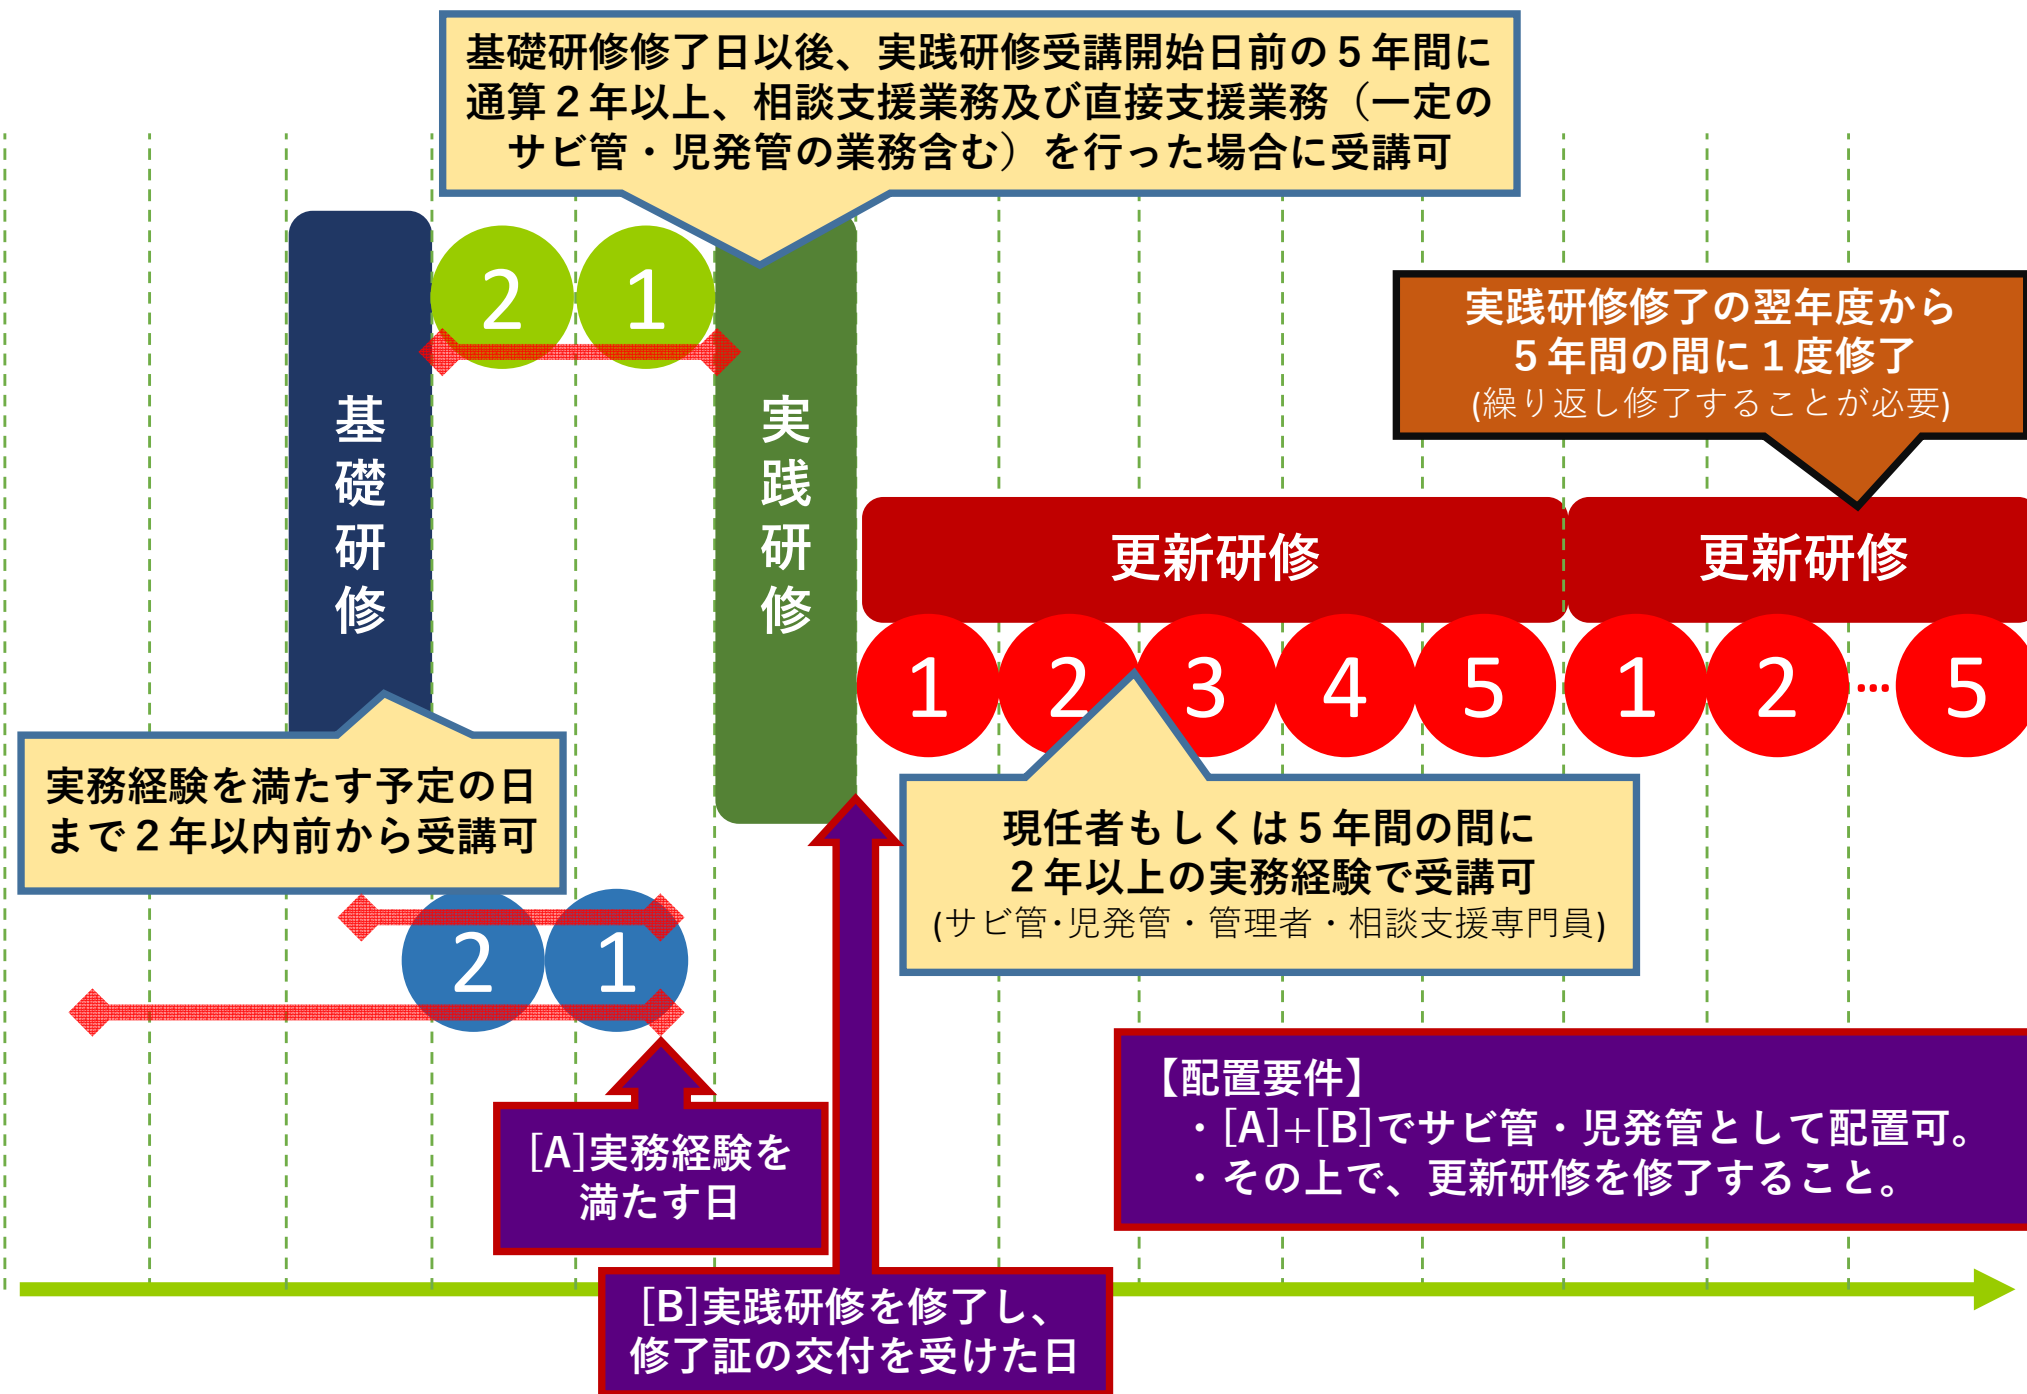 基礎研修修了日以後、実践研修受講開始日前の５年間に
通算２年以上、相談支援業務及び直接支援業務（一定の
サビ管・児発管の業務含む）を行った場合に受講可
2
1
基礎研修
実践研修
実践研修修了の翌年度から
５年間の間に１度修了
(繰り返し修了することが必要)
更新研修
更新研修
1
2
3
4
5
1
2
…
5
実務経験を満たす予定の日
まで２年以内前から受講可
現任者もしくは５年間の間に
２年以上の実務経験で受講可
(サビ管・児発管・管理者・相談支援専門員)
2
1
[A]実務経験を
満たす日
【配置要件】
・[A]+[B]でサビ管・児発管として配置可。
・その上で、更新研修を修了すること。
[B]実践研修を修了し、
修了証の交付を受けた日